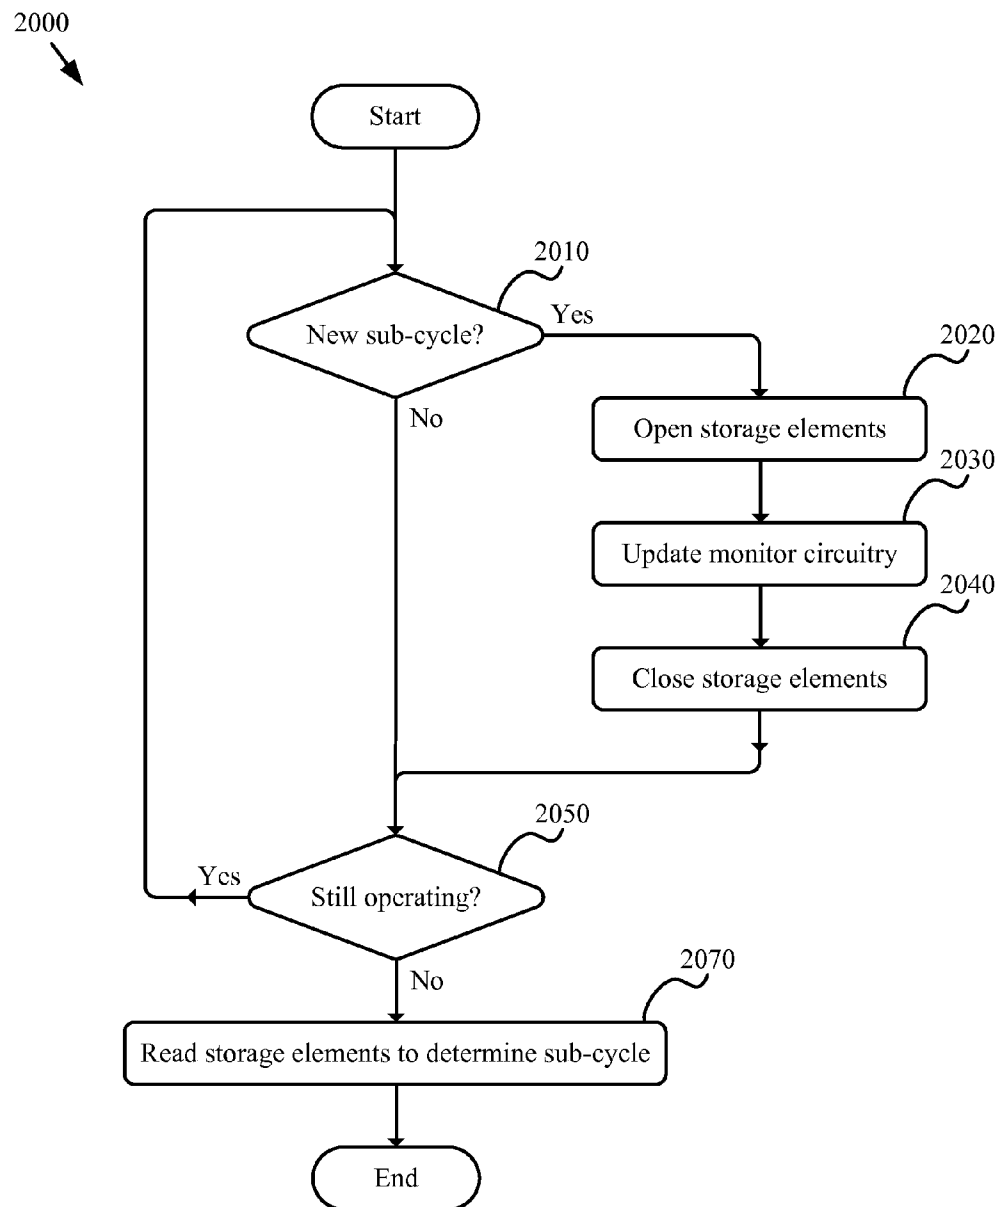 2000
Start
2010
New sub-cycle?
Yes
2020
No
Open storage elements
2030
Update monitor circuitry
2040
Close storage elements
2050
Yes
Still operating?
No
2070
Read storage elements to determine sub-cycle
End